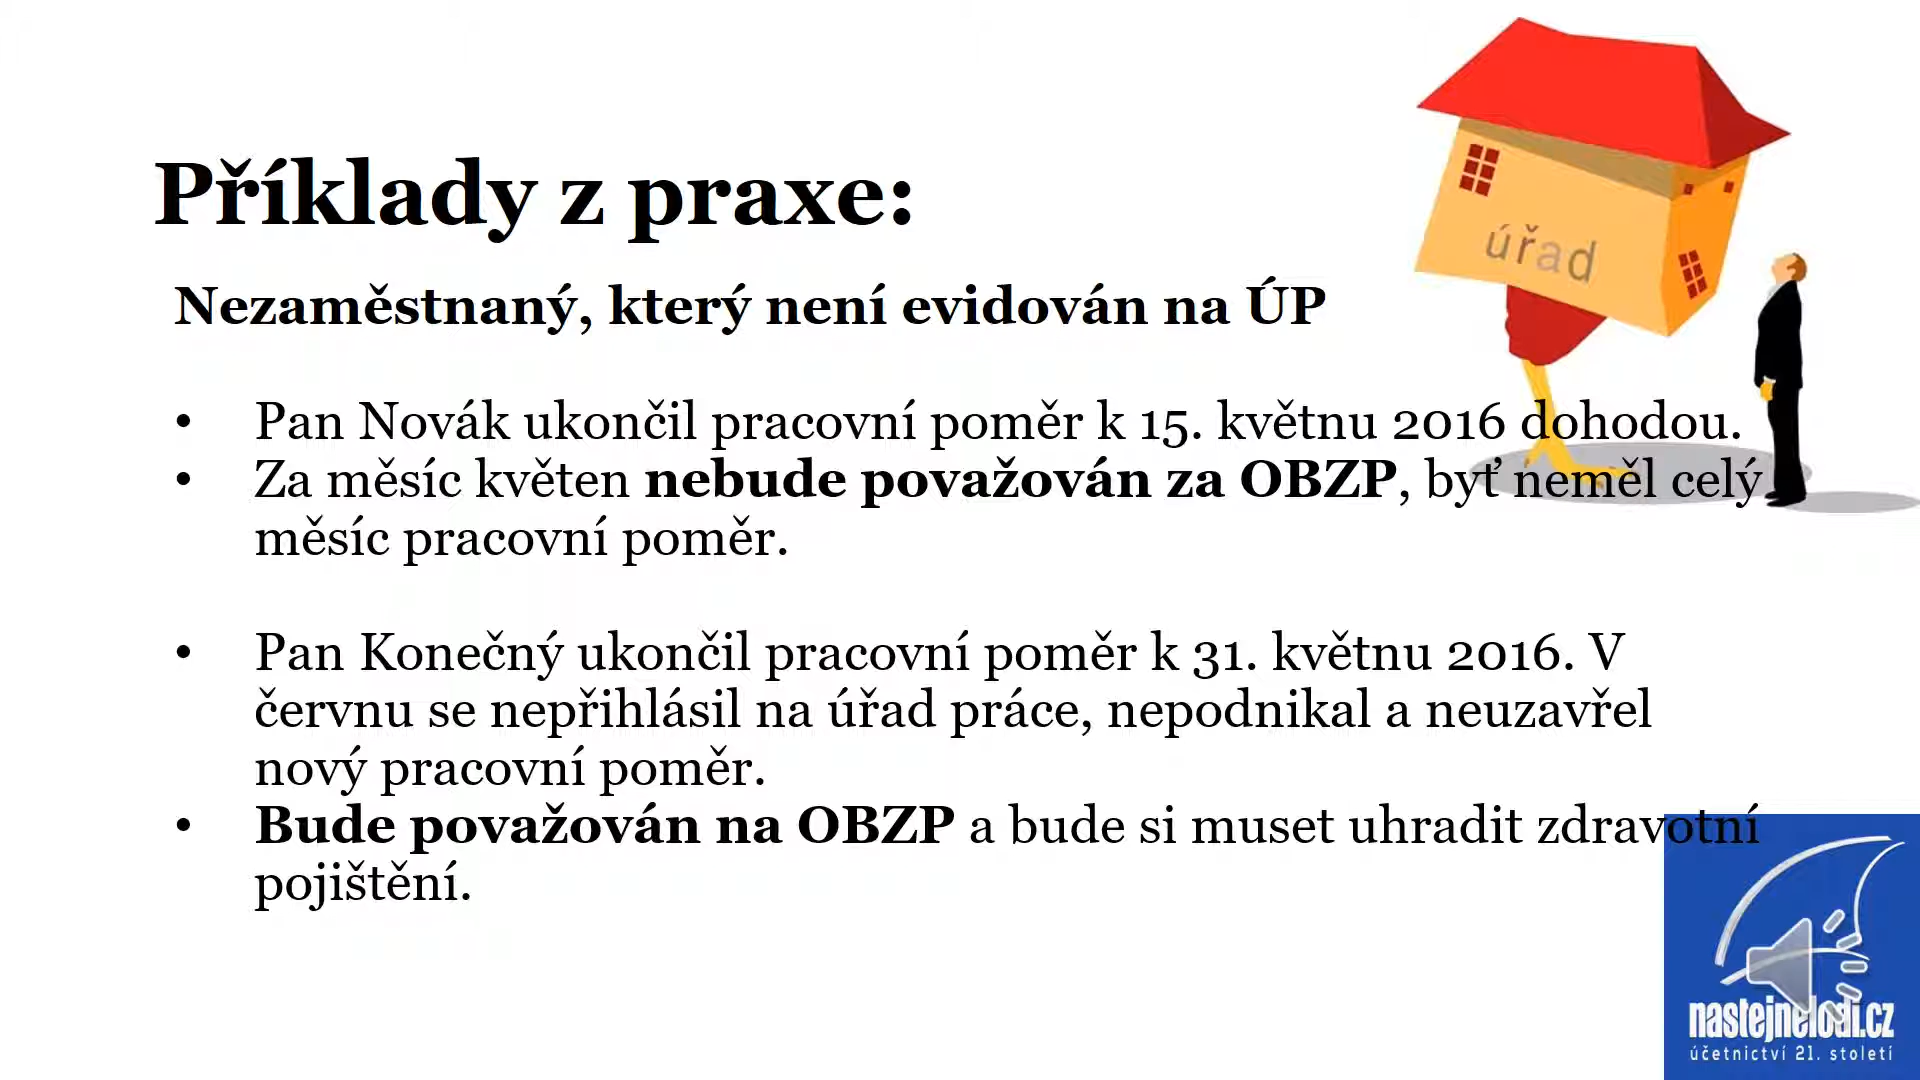 úřad
Příklady z praxe:
Nezaměstnaný, který není evidován na ÚP
• Pan Novák ukončil pracovní poměr k 15. květnu 2016 dohodou.
• Za měsíc květen nebude považován za OBZP, byť neměl celý
měsíc pracovní poměr.
• Pan Konečný ukončil pracovní poměr k 31. květnu 2016. V
červnu se nepřihlásil na úřad práce, nepodnikal a neuzavřel
nový pracovní poměr.
• Bude považován na OBZP a bude si muset uhradit zdravotní
pojištění.
nastejnelodi.cz
účetnictví 21. století